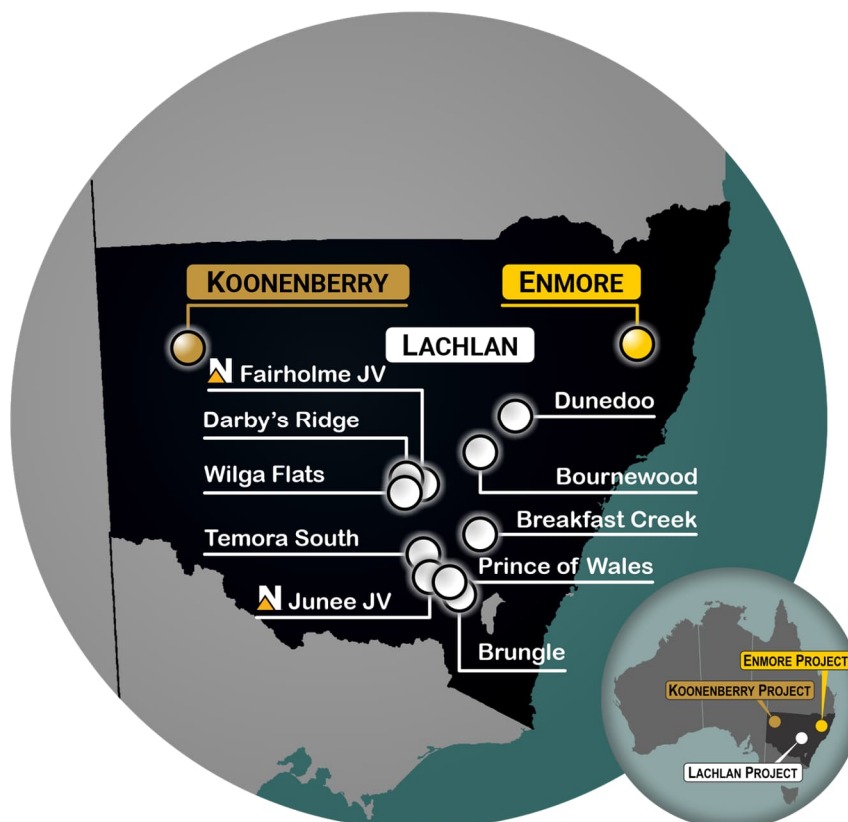 KOONENBERRY
ENMORE
LACHLAN
N Fairholme JV
Darby's Ridge
Dunedoo
Wilga Flats
Bournewood
Breakfast Creek
Temora South
Prince of Wales
N Junee JV
Brungle
ENMORE PROJECT
KOONENBERRY PROJECT
LACHLAN PROJECT